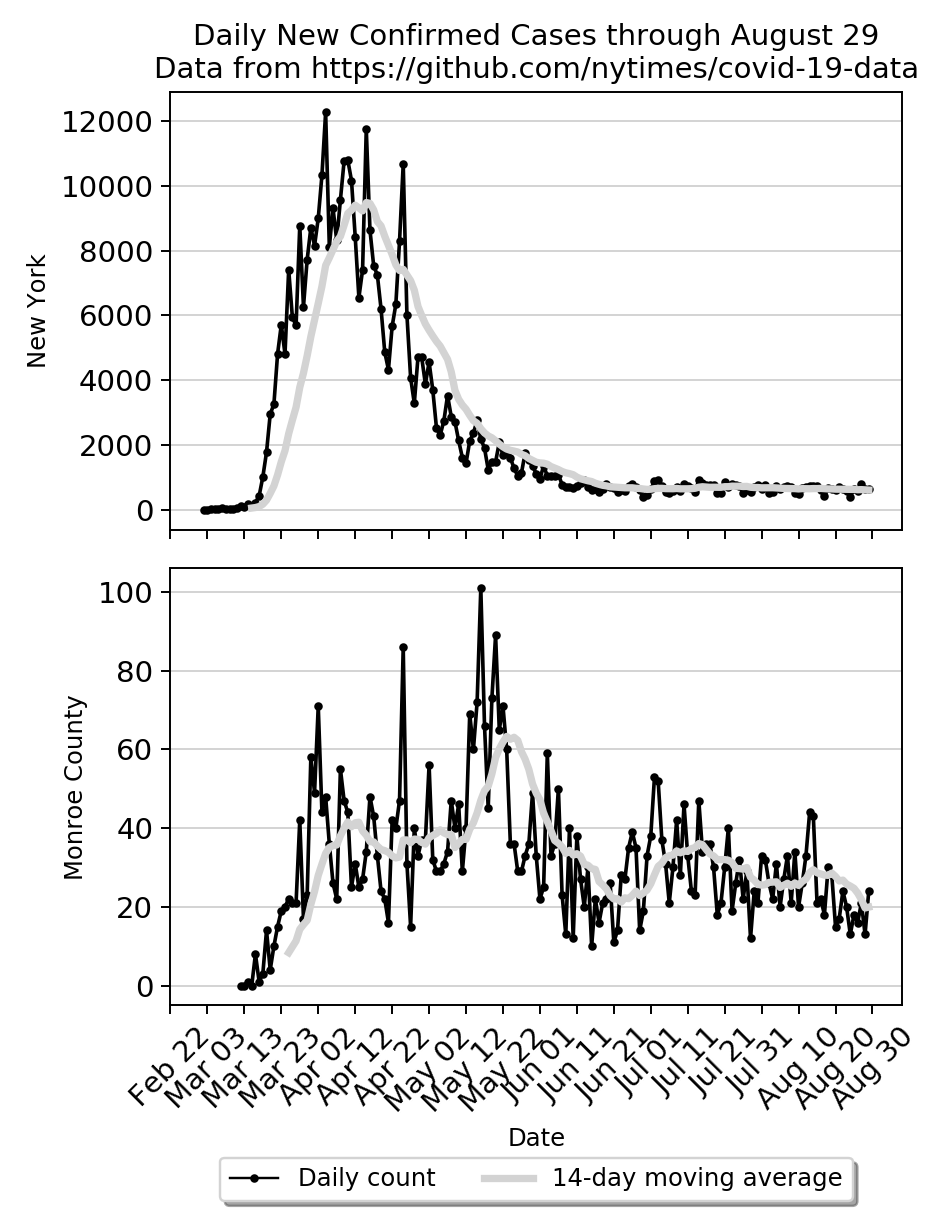 Daily New Confirmed Cases through August 29
Data from https://github.com/nytimes/covid-19-data
12000
10000
8000
6000
4000
2000
0
New York
100
80
60
40
20
0
Monroe County
Feb 22
Mar 03
Mar 13
Mar 23
Apr 02
Apr 12
Apr 22
May 02
May 12
May 22
Jun 01
Jun 11
Jun 21
Jul 01
Jul 11
Jul 21
Jul 31
Aug 10
Aug 20
Aug 30
Date
Daily count
14-day moving average